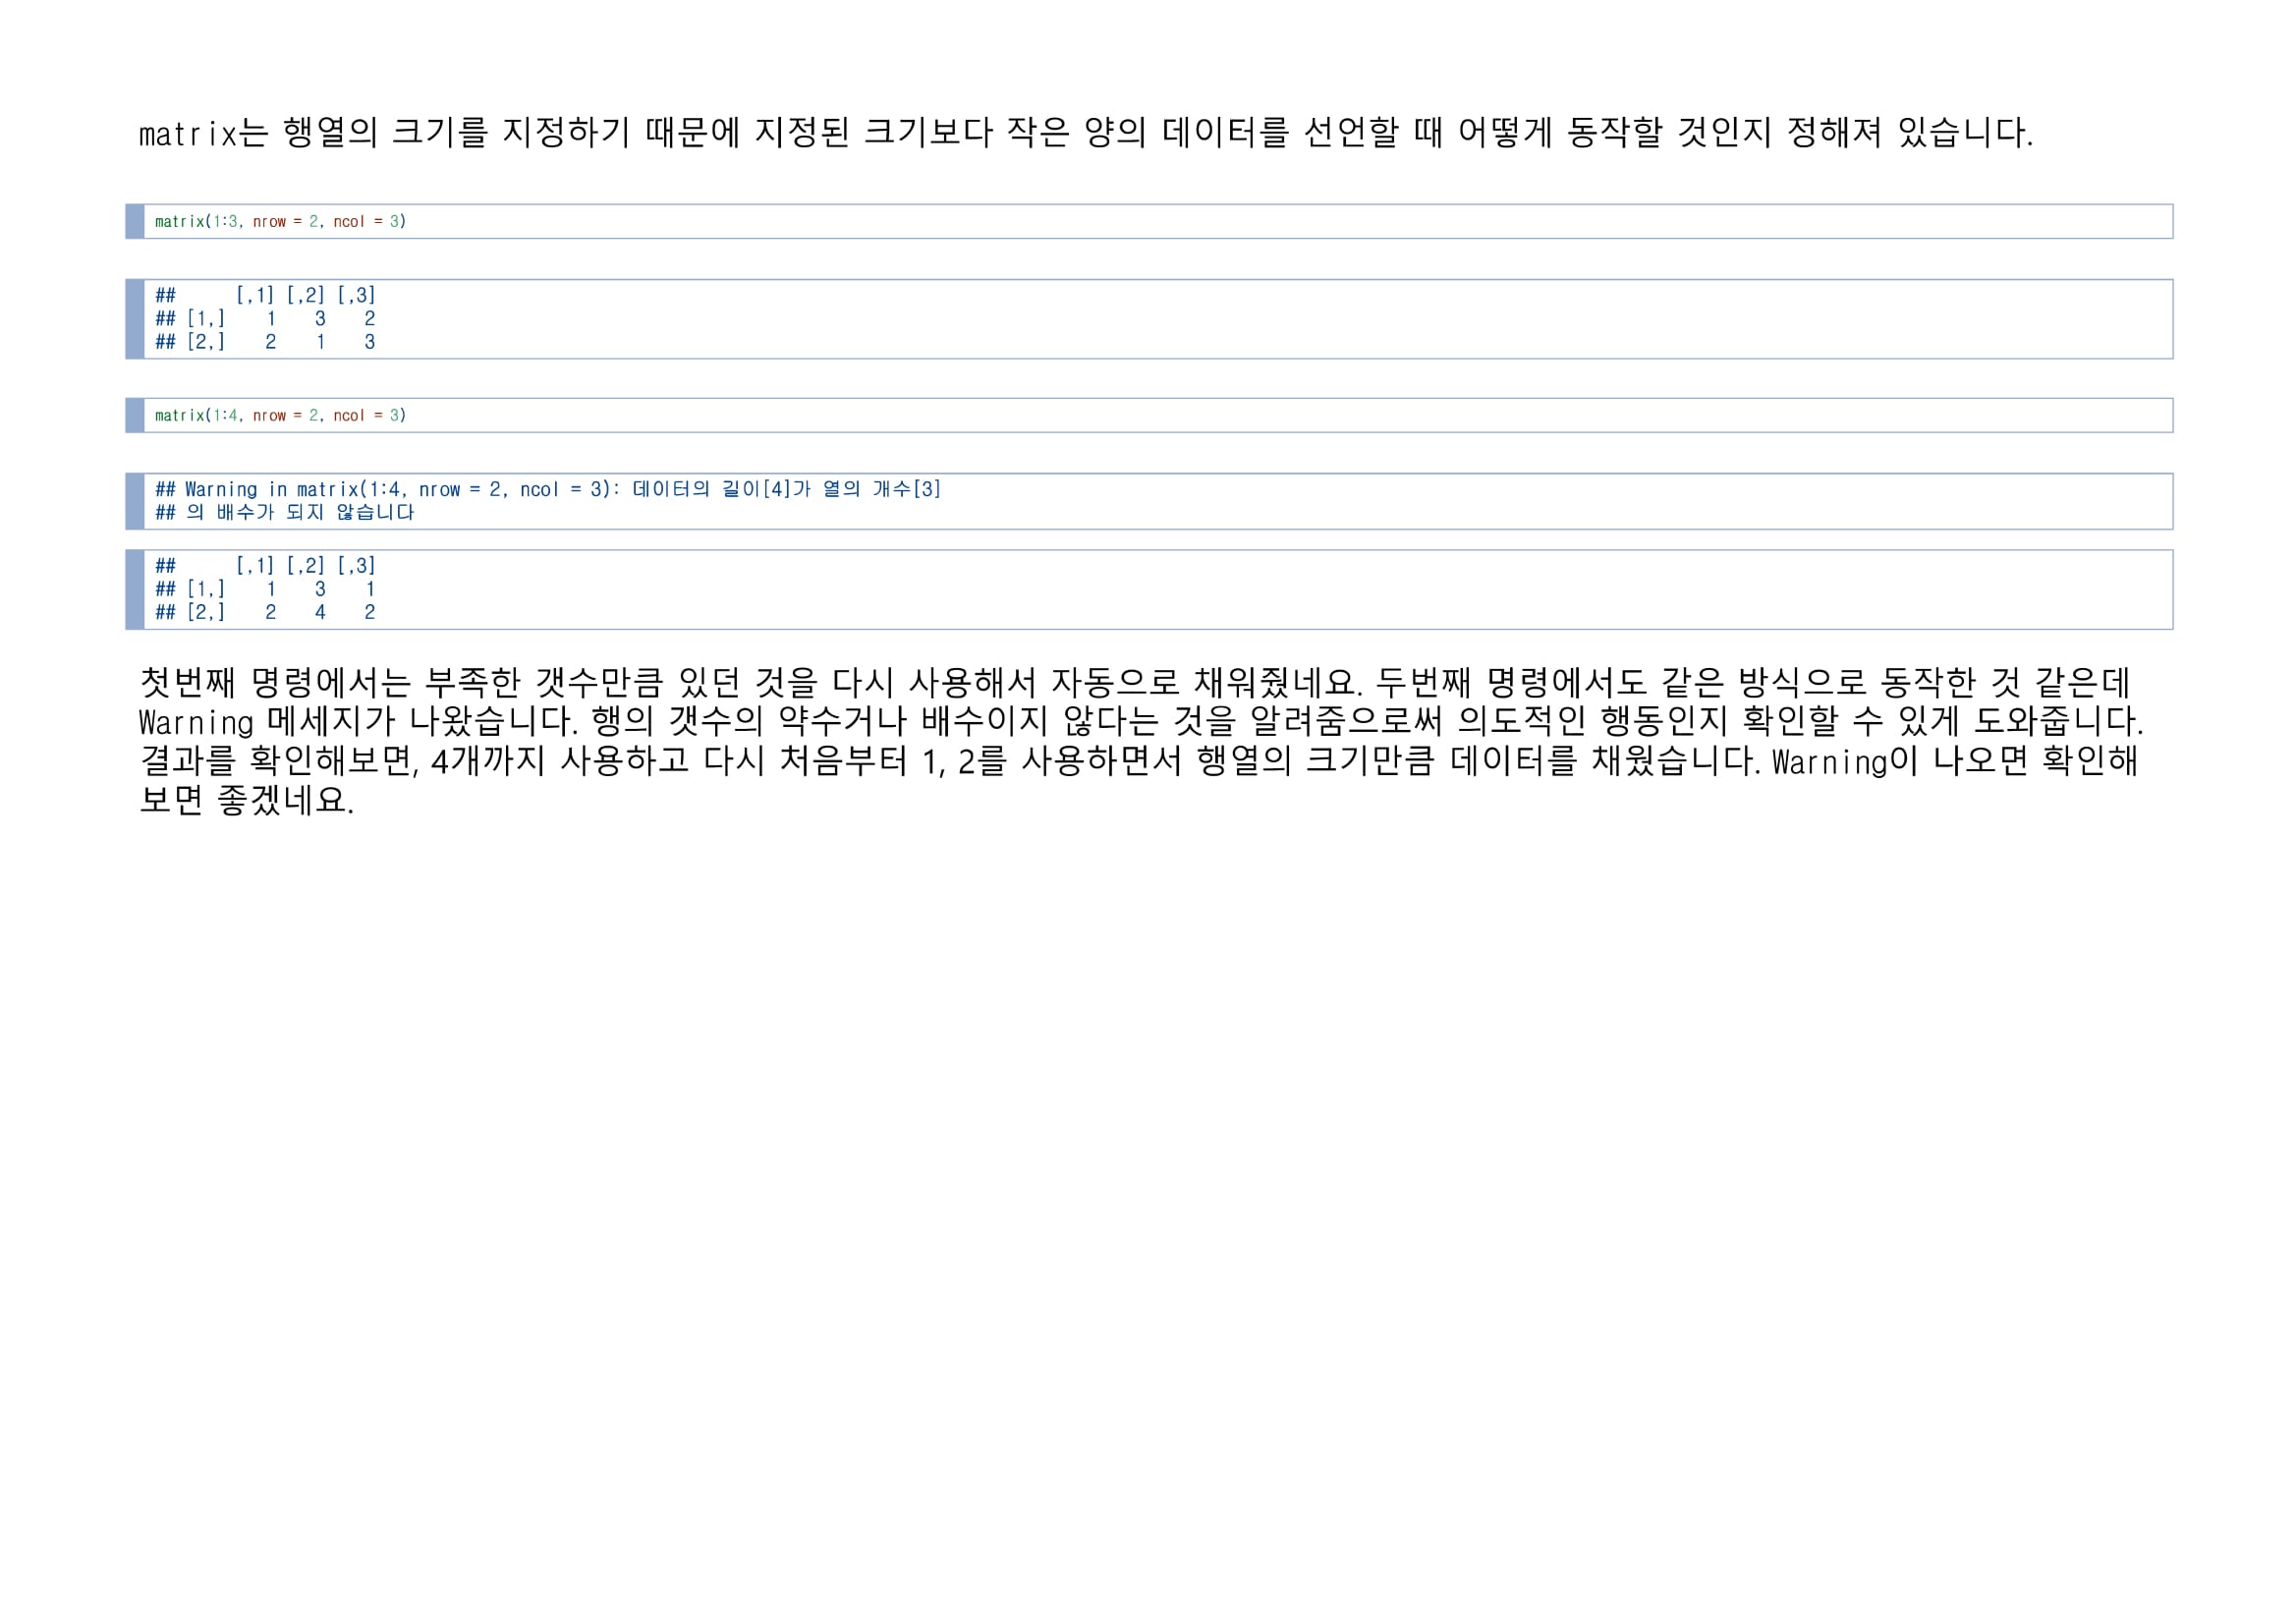 matrix는 행열의 크기를 지정하기 때문에 지정된 크기보다 작은 양의 데이터를 선언할 때 어떻게 동작할 것인지 정해져 있습니다.
matrix(1:3, nrow = 2, ncol = 3)
##      [,1] [,2] [,3]
## [1,]    1    3    2
## [2,]    2    1    3
matrix(1:4, nrow = 2, ncol = 3)
## Warning in matrix(1:4, nrow = 2, ncol = 3): 데이터의 길이[4]가 열의 개수[3]
## 의 배수가 되지 않습니다
##      [,1] [,2] [,3]
## [1,]    1    3    1
## [2,]    2    4    2
첫번째 명령에서는 부족한 갯수만큼 있던 것을 다시 사용해서 자동으로 채워줬네요. 두번째 명령에서도 같은 방식으로 동작한 것 같은데
Warning 메세지가 나왔습니다. 행의 갯수의 약수거나 배수이지 않다는 것을 알려줌으로써 의도적인 행동인지 확인할 수 있게 도와줍니다.
결과를 확인해보면, 4개까지 사용하고 다시 처음부터 1, 2를 사용하면서 행열의 크기만큼 데이터를 채웠습니다. Warning이 나오면 확인해
보면 좋겠네요.